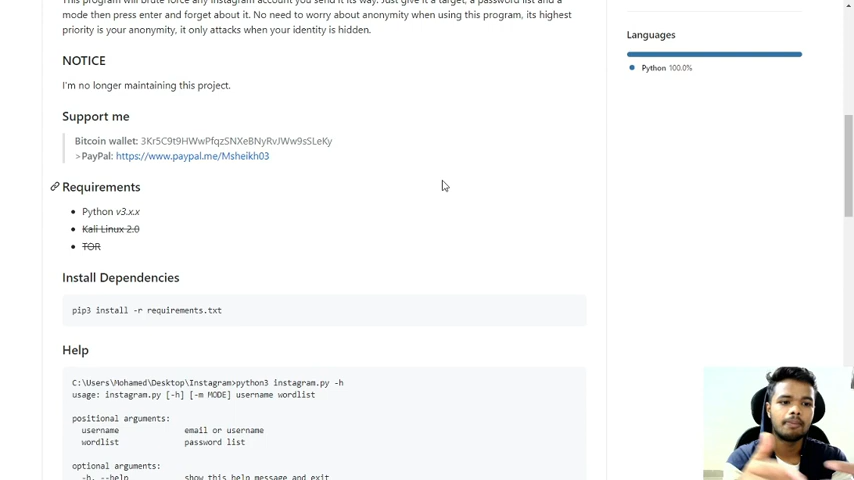 This program will brute force any Instagram account you send it its way. Just give it a target, a password list and a
mode then press enter and forget about it. No need to worry about anonymity when using this program, its highest
priority is your anonymity, it only attacks when your identity is hidden.
Languages
Python 100.0%
NOTICE
I'm no longer maintaining this project.
Support me
Bitcoin wallet: 3Kr5C9t9HWwPfqzSNXeBNyRvJWw9sSLeKy
>PayPal: https://www.paypal.me/Msheikh03
Requirements
Python v3.x.x
Kali Linux 2.0
TOR
Install Dependencies
pip3 install -r requirements.txt
Help
C:\Users\Mohamed\Desktop\Instagram>python3 instagram.py -h
usage: instagram.py [-h] [-m MODE] username wordlist
positional arguments:
username email or username
wordlist password list
optional arguments:
-h, --help show this help message and exit